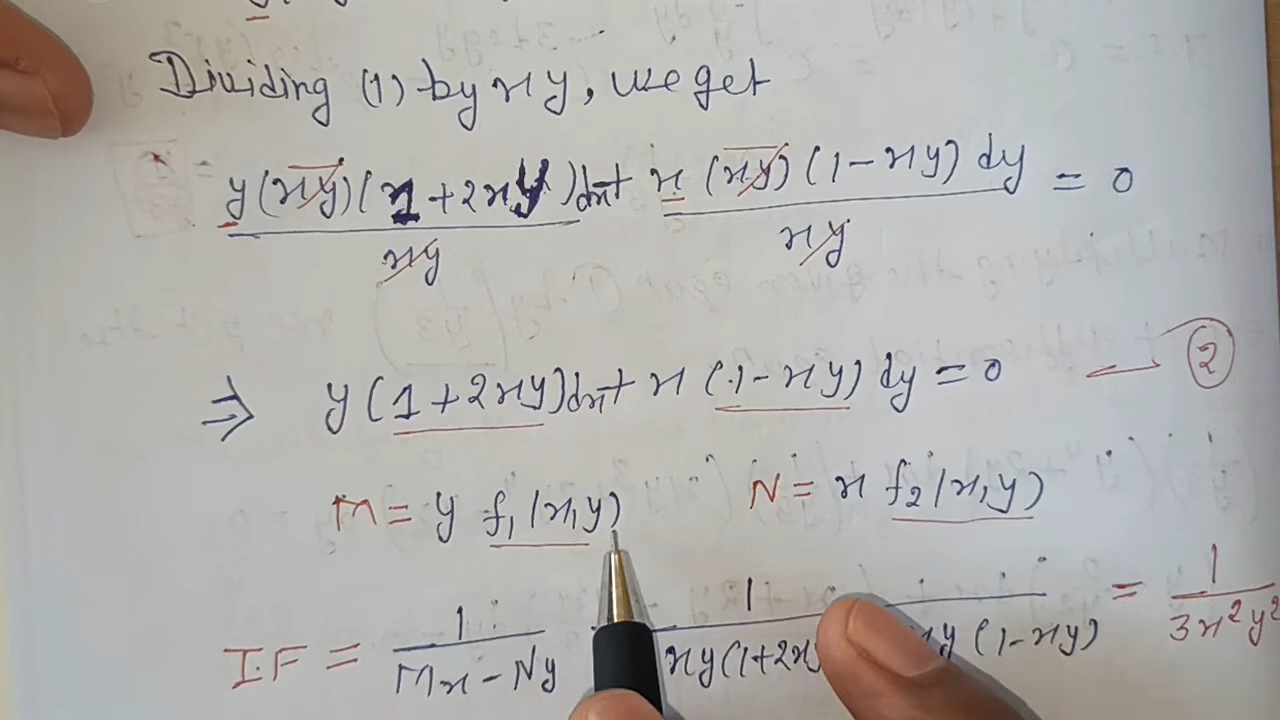 Dividing (1) by xy, we get
y(xy)(1+2xy)dx + x(xy)(1-xy)dy = 0
xy xy
⇒ y(1+2xy)dx + x(1-xy)dy = 0 — 2
M = y f₁(x,y) N = x f₂(x,y)
I.F = 1/(Mx-Ny) 1/(xy(1+2x xy(1-xy) = 1/(3x²y²